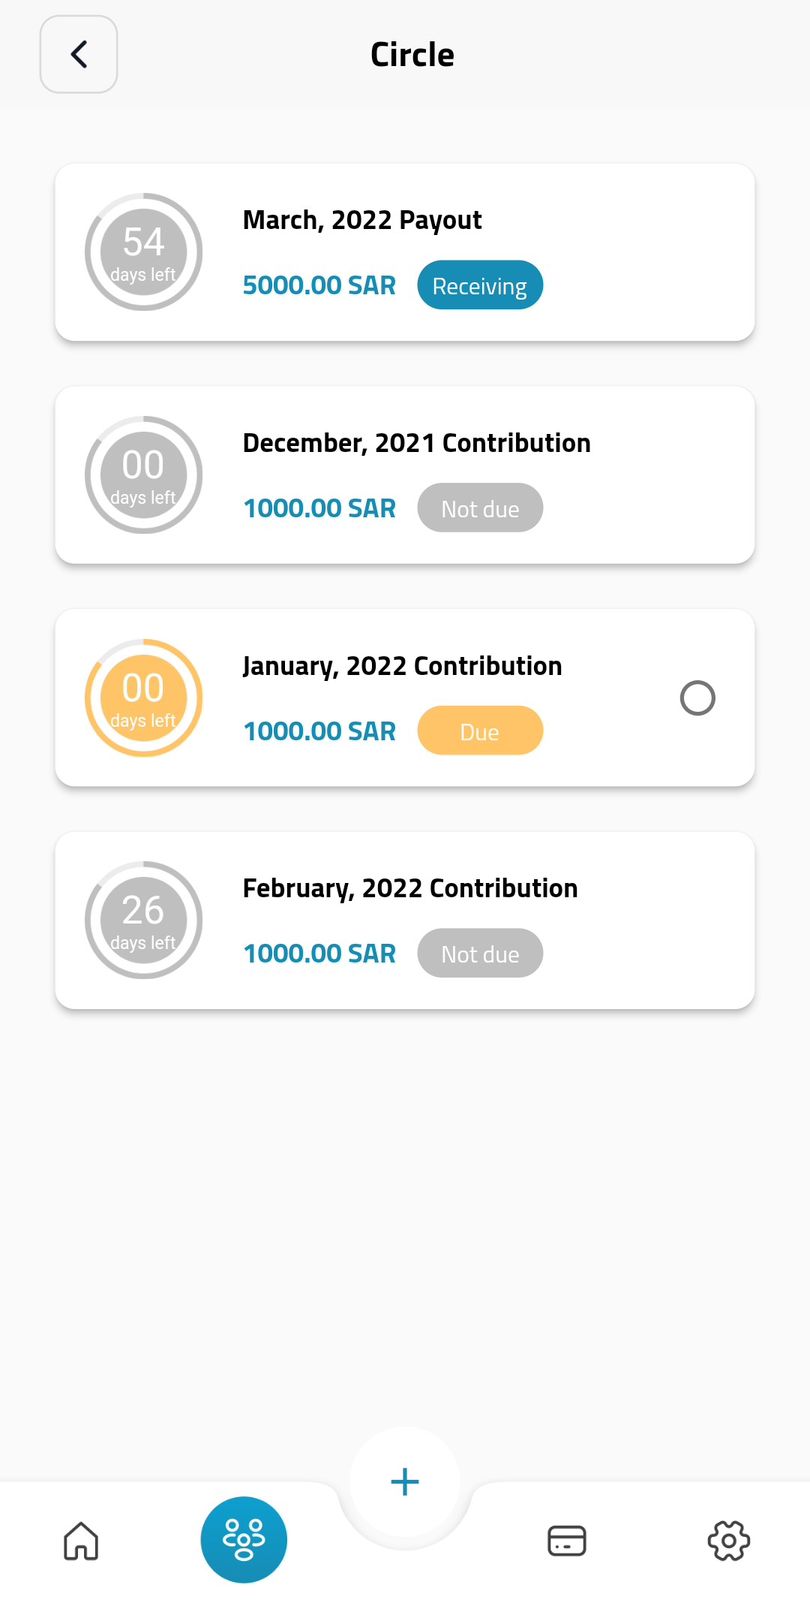 Circle
54
days left
March, 2022 Payout
5000.00 SAR Receiving
00
days left
December, 2021 Contribution
1000.00 SAR Not due
00
days left
January, 2022 Contribution
1000.00 SAR Due
26
days left
February, 2022 Contribution
1000.00 SAR Not due